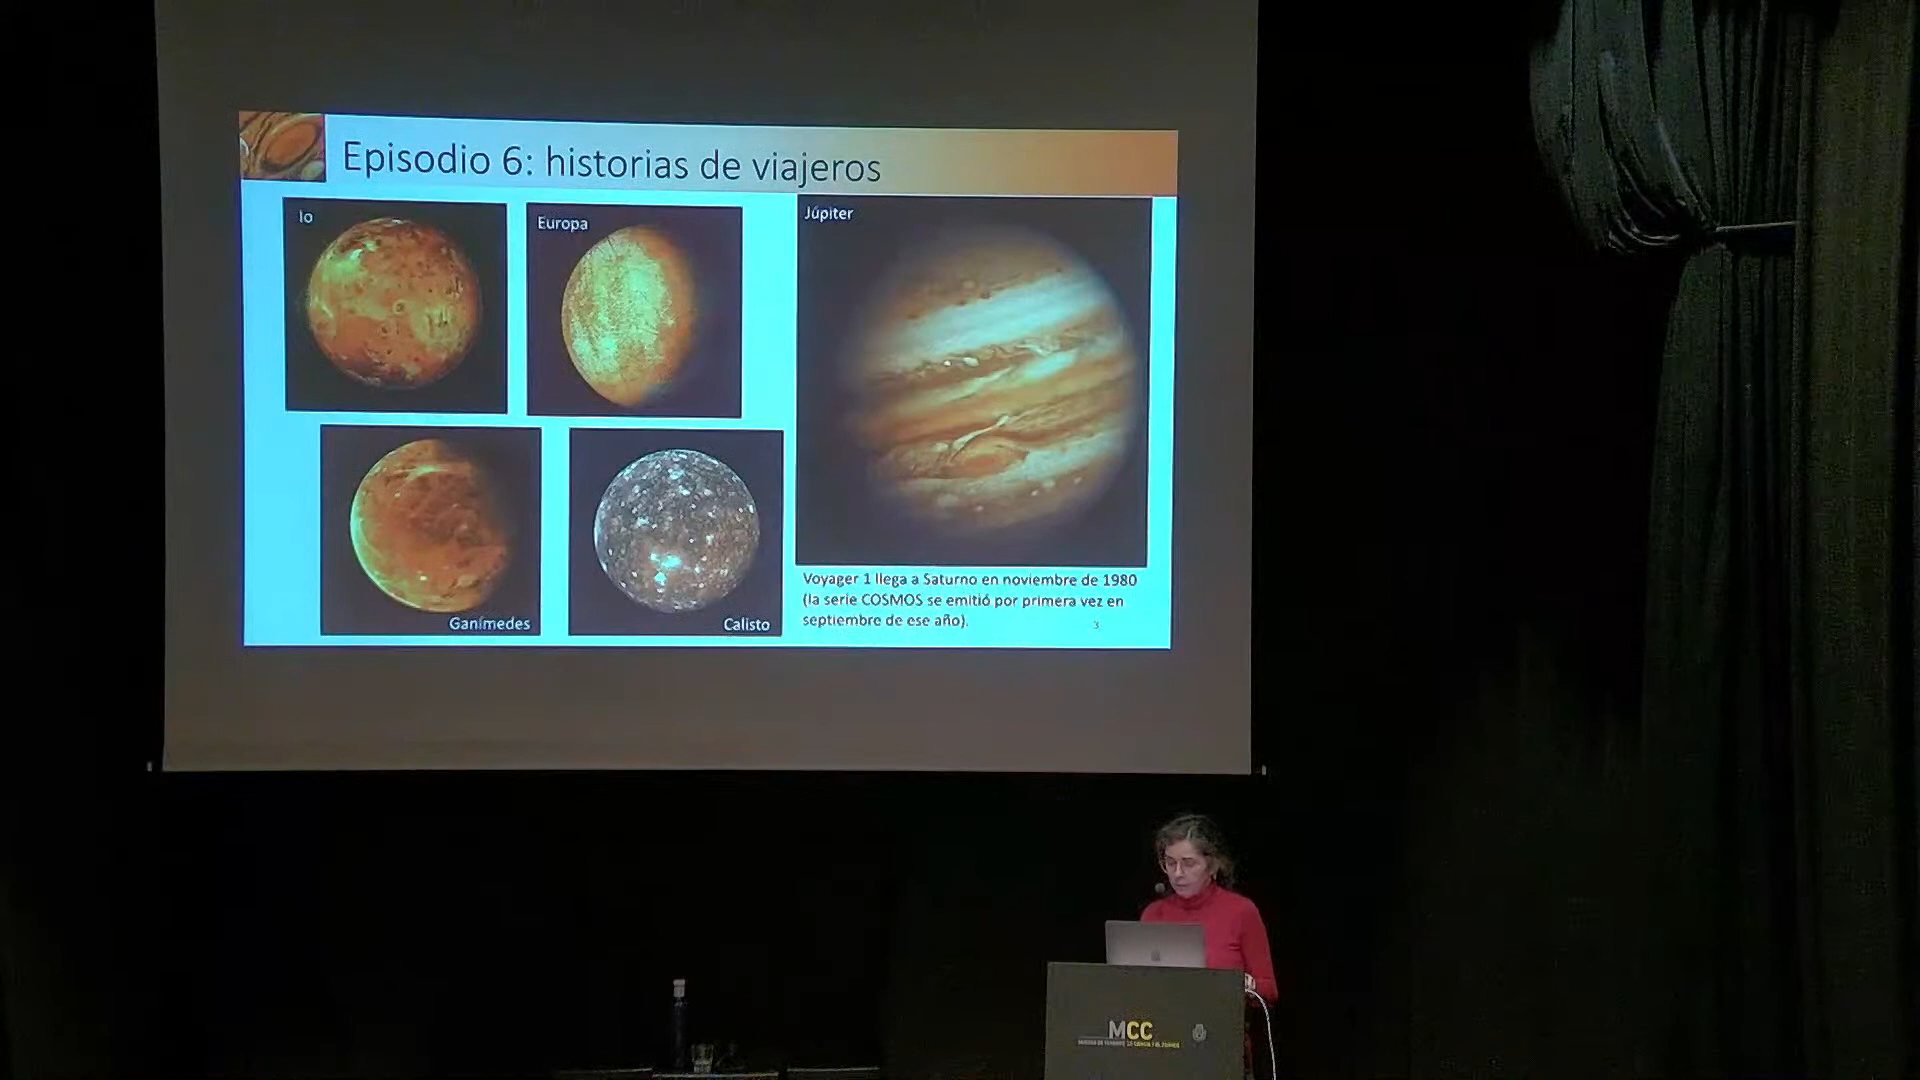 Episodio 6: historias de viajeros
Io
Europa
Júpiter
Ganímedes
Calisto
Voyager 1 llega a Saturno en noviembre de 1980
(la serie COSMOS se emitió por primera vez en
septiembre de ese año).
3
MCC